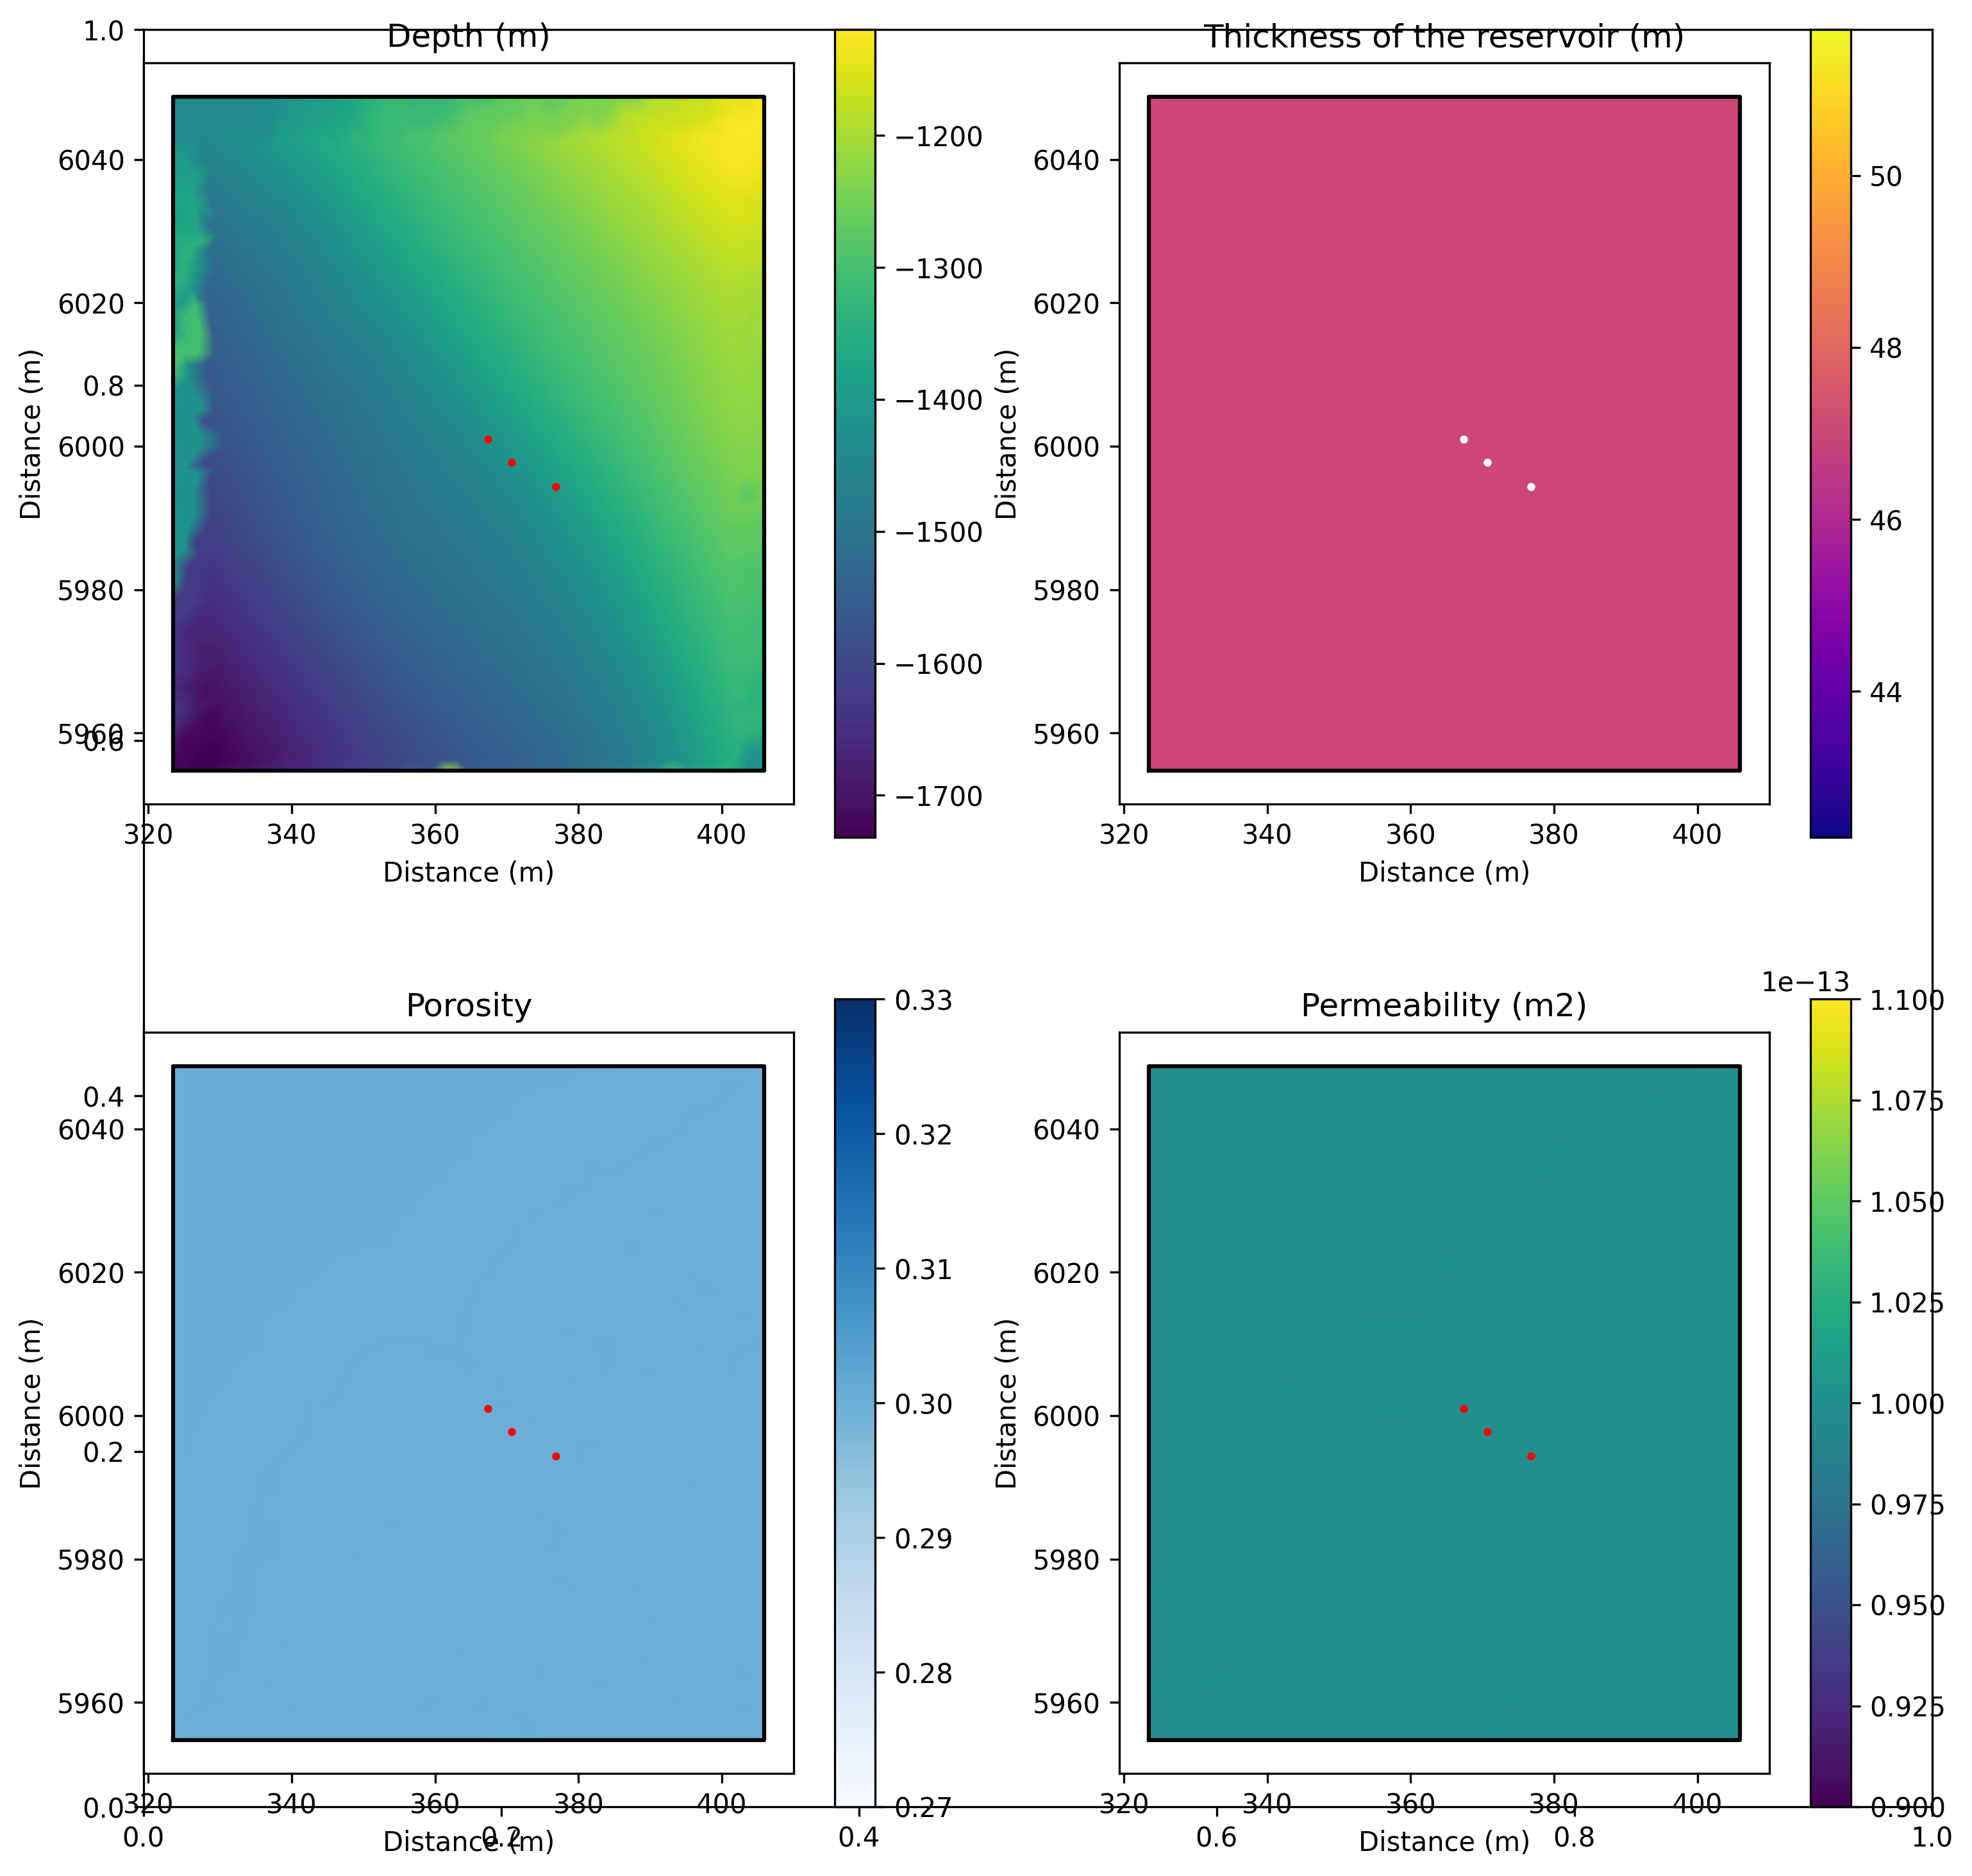 1.0
Depth (m)
Thickness of the reservoir (m)
6040
6020
0.8
6000
5980
5960
0.6
Distance (m)
320 340 360 380 400
Distance (m)
−1200
−1300
−1400
−1500
−1600
−1700
6040
6020
6000
5980
5960
Distance (m)
320 340 360 380 400
Distance (m)
50
48
46
44
Porosity
0.4
6040
6020
6000
0.2
5980
5960
0.0
Distance (m)
320 340 360 380 400
0.0 0.2 0.4 0.6 0.8 1.0
Distance (m)
0.33
0.32
0.31
0.30
0.29
0.28
0.27
Permeability (m2)
6040
6020
6000
5980
5960
Distance (m)
320 340 360 380 400
Distance (m)
1e−13
1.100
1.075
1.050
1.025
1.000
0.975
0.950
0.925
0.900